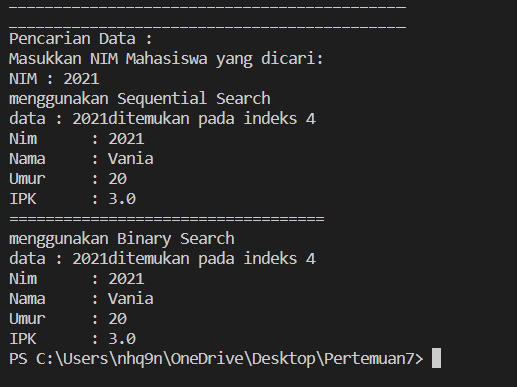 ____________________________________________
____________________________________________
Pencarian Data :
Masukkan NIM Mahasiswa yang dicari:
NIM : 2021
menggunakan Sequential Search
data : 2021ditemukan pada indeks 4
Nim      : 2021
Nama     : Vania
Umur     : 20
IPK      : 3.0
===================================
menggunakan Binary Search
data : 2021ditemukan pada indeks 4
Nim      : 2021
Nama     : Vania
Umur     : 20
IPK      : 3.0
PS C:\Users\nhq9n\OneDrive\Desktop\Pertemuan7>